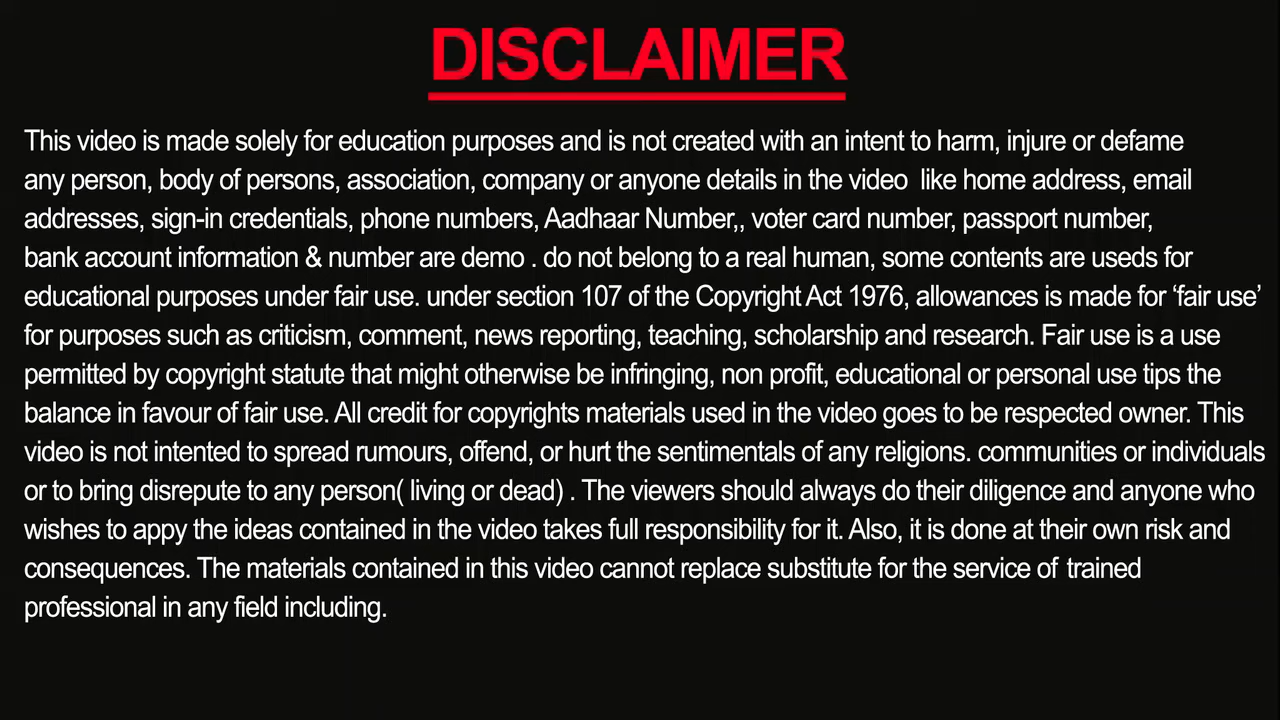 DISCLAIMER
This video is made solely for education purposes and is not created with an intent to harm, injure or defame
any person, body of persons, association, company or anyone details in the video  like home address, email
addresses, sign-in credentials, phone numbers, Aadhaar Number,, voter card number, passport number,
bank account information & number are demo . do not belong to a real human, some contents are useds for
educational purposes under fair use. under section 107 of the Copyright Act 1976, allowances is made for ‘fair use’
for purposes such as criticism, comment, news reporting, teaching, scholarship and research. Fair use is a use
permitted by copyright statute that might otherwise be infringing, non profit, educational or personal use tips the
balance in favour of fair use. All credit for copyrights materials used in the video goes to be respected owner. This
video is not intented to spread rumours, offend, or hurt the sentimentals of any religions. communities or individuals
or to bring disrepute to any person( living or dead) . The viewers should always do their diligence and anyone who
wishes to appy the ideas contained in the video takes full responsibility for it. Also, it is done at their own risk and
consequences. The materials contained in this video cannot replace substitute for the service of trained
professional in any field including.